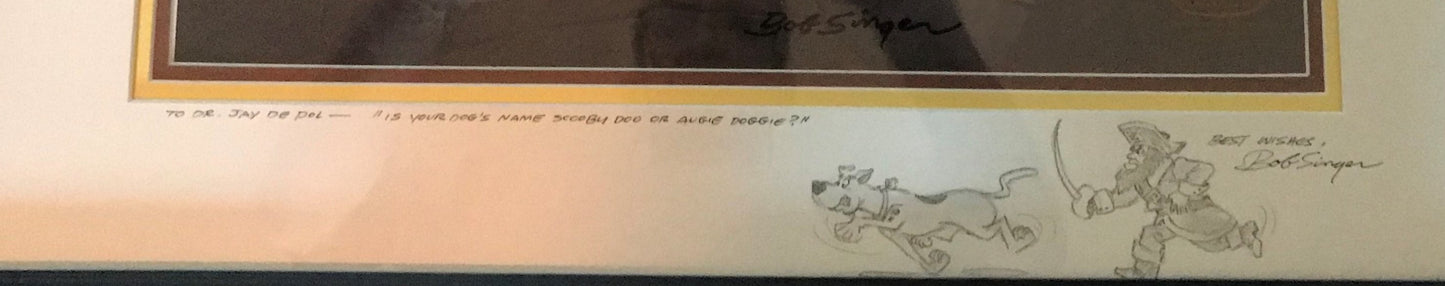 Bob Singer
TO DR. JAY DE DOL — "IS YOUR DOG'S NAME SCOOBY DOO OR AUGIE DOGGIE?"
BEST WISHES,
Bob Singer